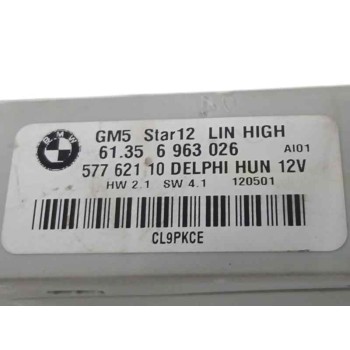 BMW
GM5 Star12 LIN HIGH
61.35 6 963 026 AI01
577 621 10 DELPHI HUN 12V
HW 2.1 SW 4.1 120501
CL9PKCE